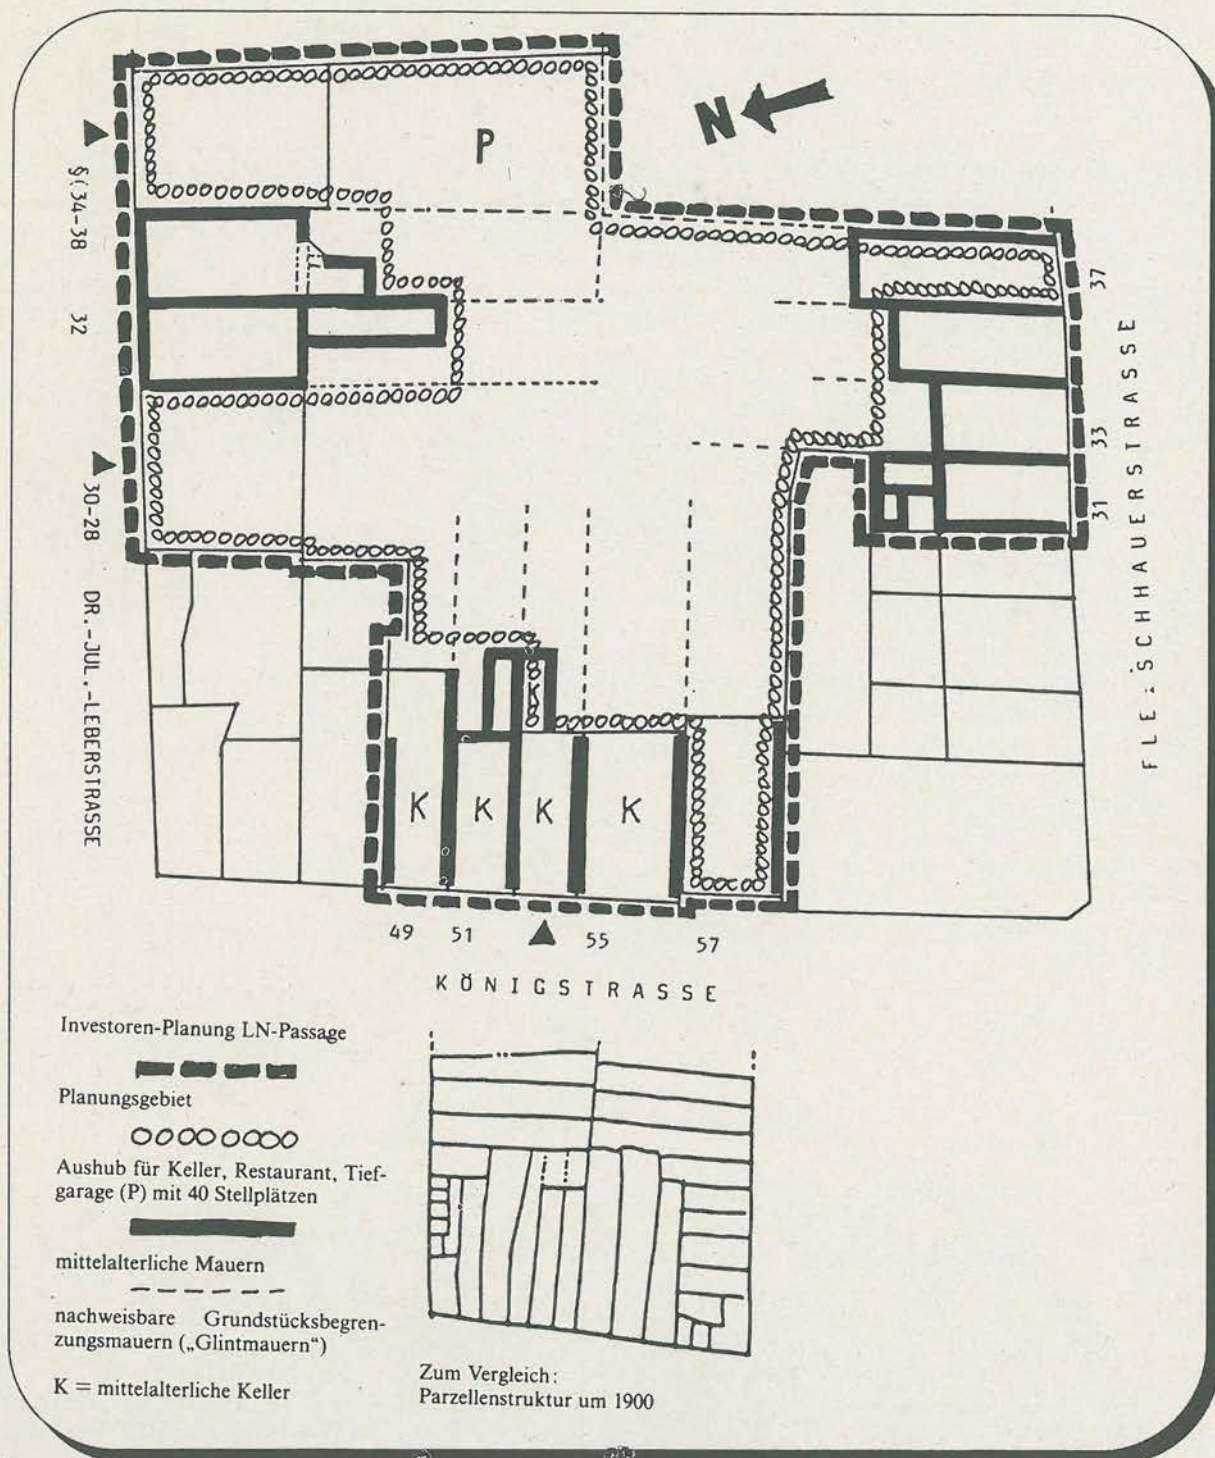 P
N
§(34-38
32
30-28
DR.-JUL.-LEBERSTRASSE
37
33
31
FLEISCHHAUERSTRASSE
K
K
K
K
K
49 51 55 57
KÖNIGSTRASSE
Investoren-Planung LN-Passage
Planungsgebiet
Aushub für Keller, Restaurant, Tief-
garage (P) mit 40 Stellplätzen
mittelalterliche Mauern
nachweisbare Grundstücksbegren-
zungsmauern („Glintmauern“)
K = mittelalterliche Keller
Zum Vergleich:
Parzellenstruktur um 1900